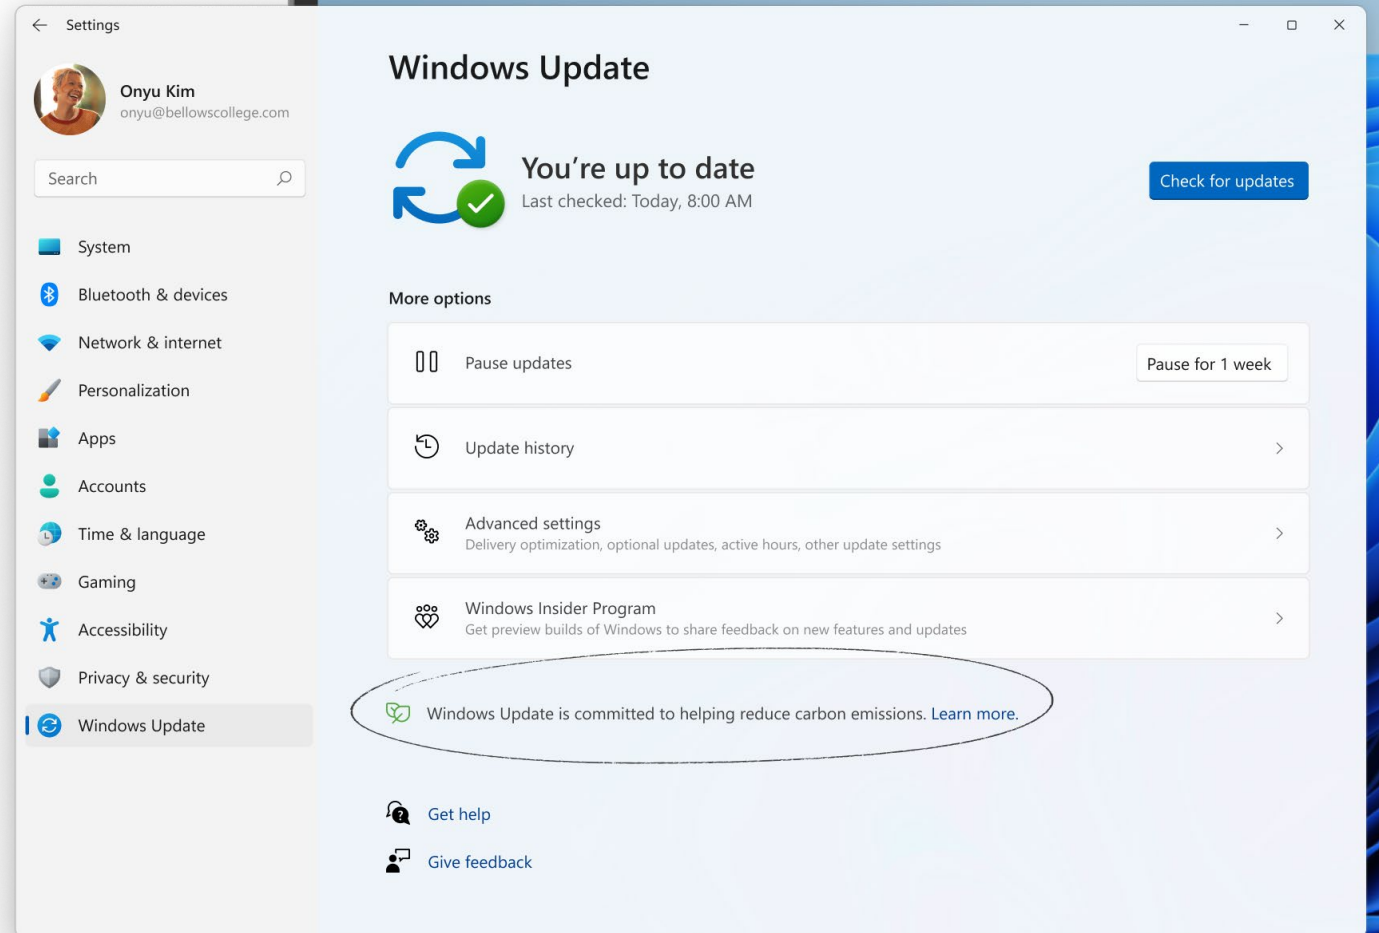 Settings
Onyu Kim
onyu@bellowscollege.com
Search
System
Bluetooth & devices
Network & internet
Personalization
Apps
Accounts
Time & language
Gaming
Accessibility
Privacy & security
Windows Update
Windows Update
You're up to date
Last checked: Today, 8:00 AM
Check for updates
More options
Pause updates
Pause for 1 week
Update history
Advanced settings
Delivery optimization, optional updates, active hours, other update settings
Windows Insider Program
Get preview builds of Windows to share feedback on new features and updates
Windows Update is committed to helping reduce carbon emissions. Learn more.
Get help
Give feedback